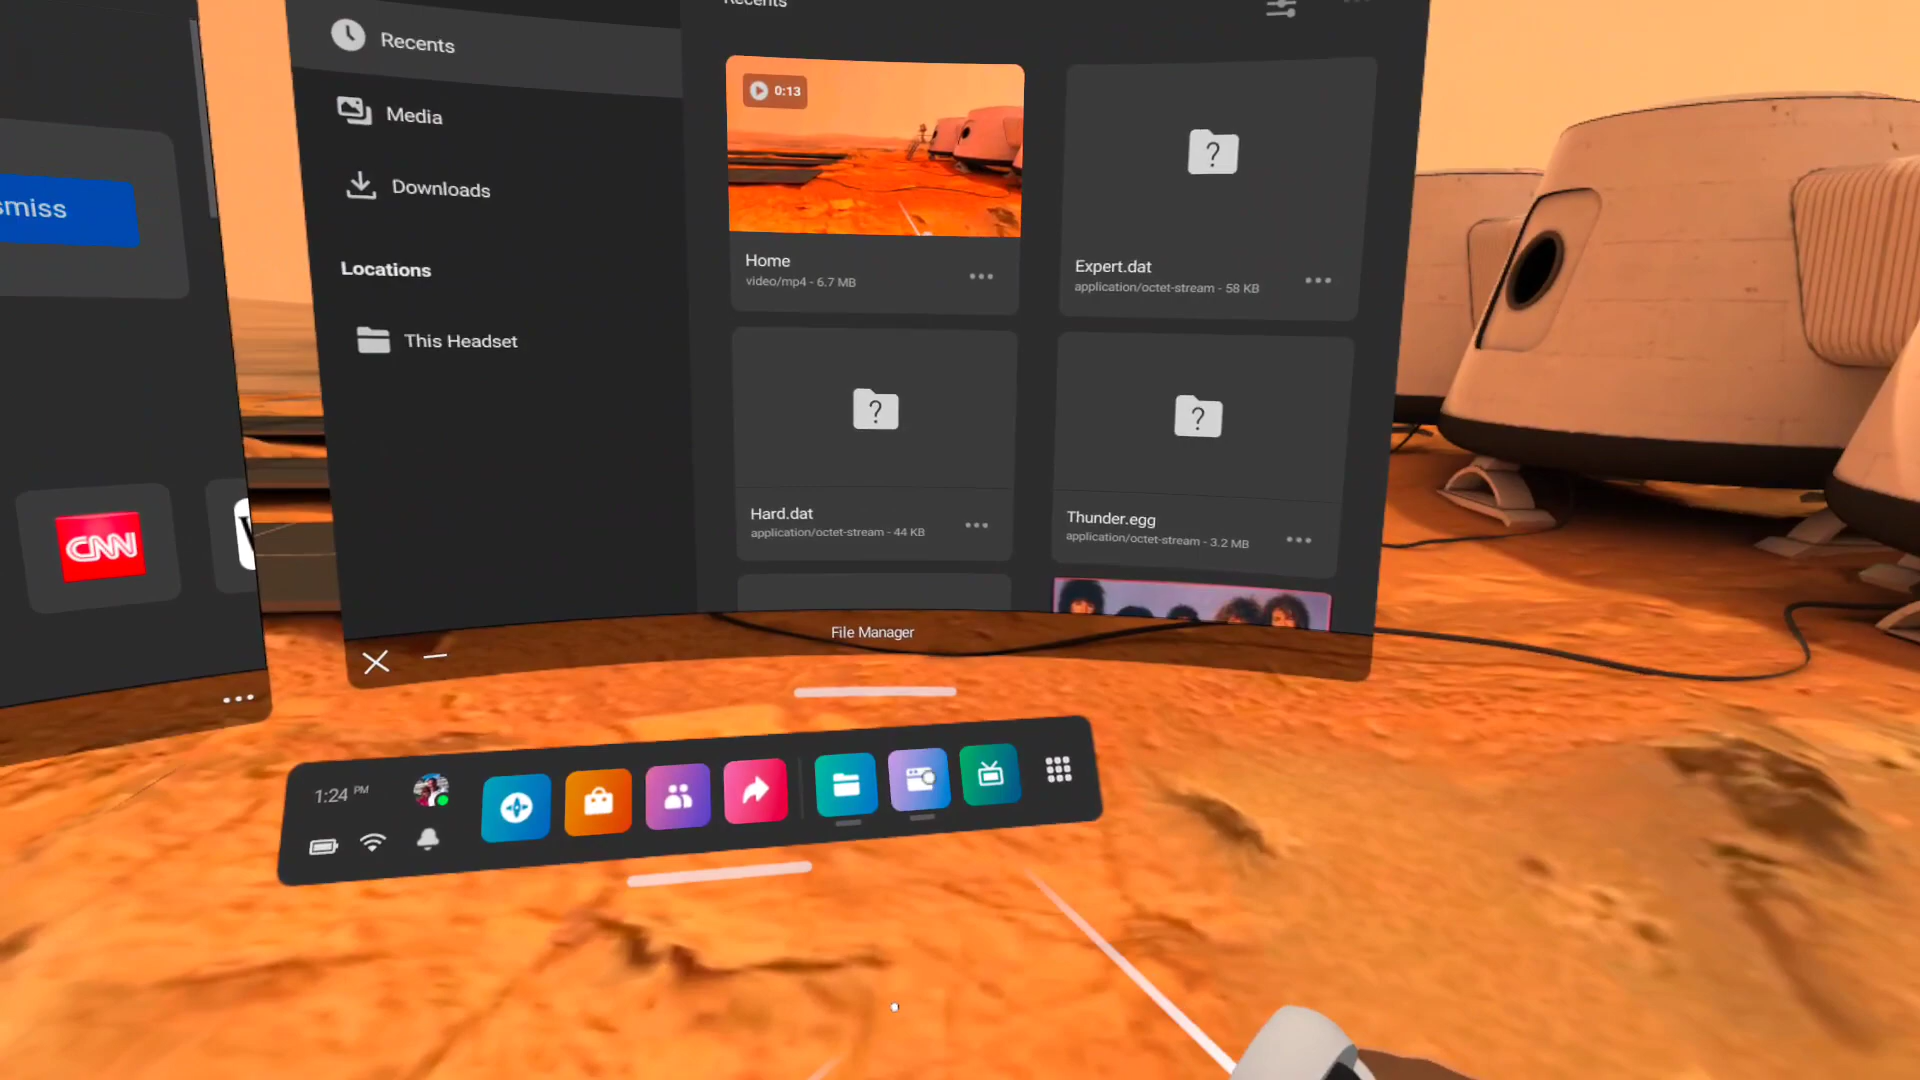 Recents
Recents
Media
Downloads
Locations
This Headset
0:13
Home
video/mp4 - 6.7 MB
Expert.dat
application/octet-stream - 58 KB
Hard.dat
application/octet-stream - 44 KB
Thunder.egg
application/octet-stream - 3.2 MB
File Manager
CNN
1:24 PM